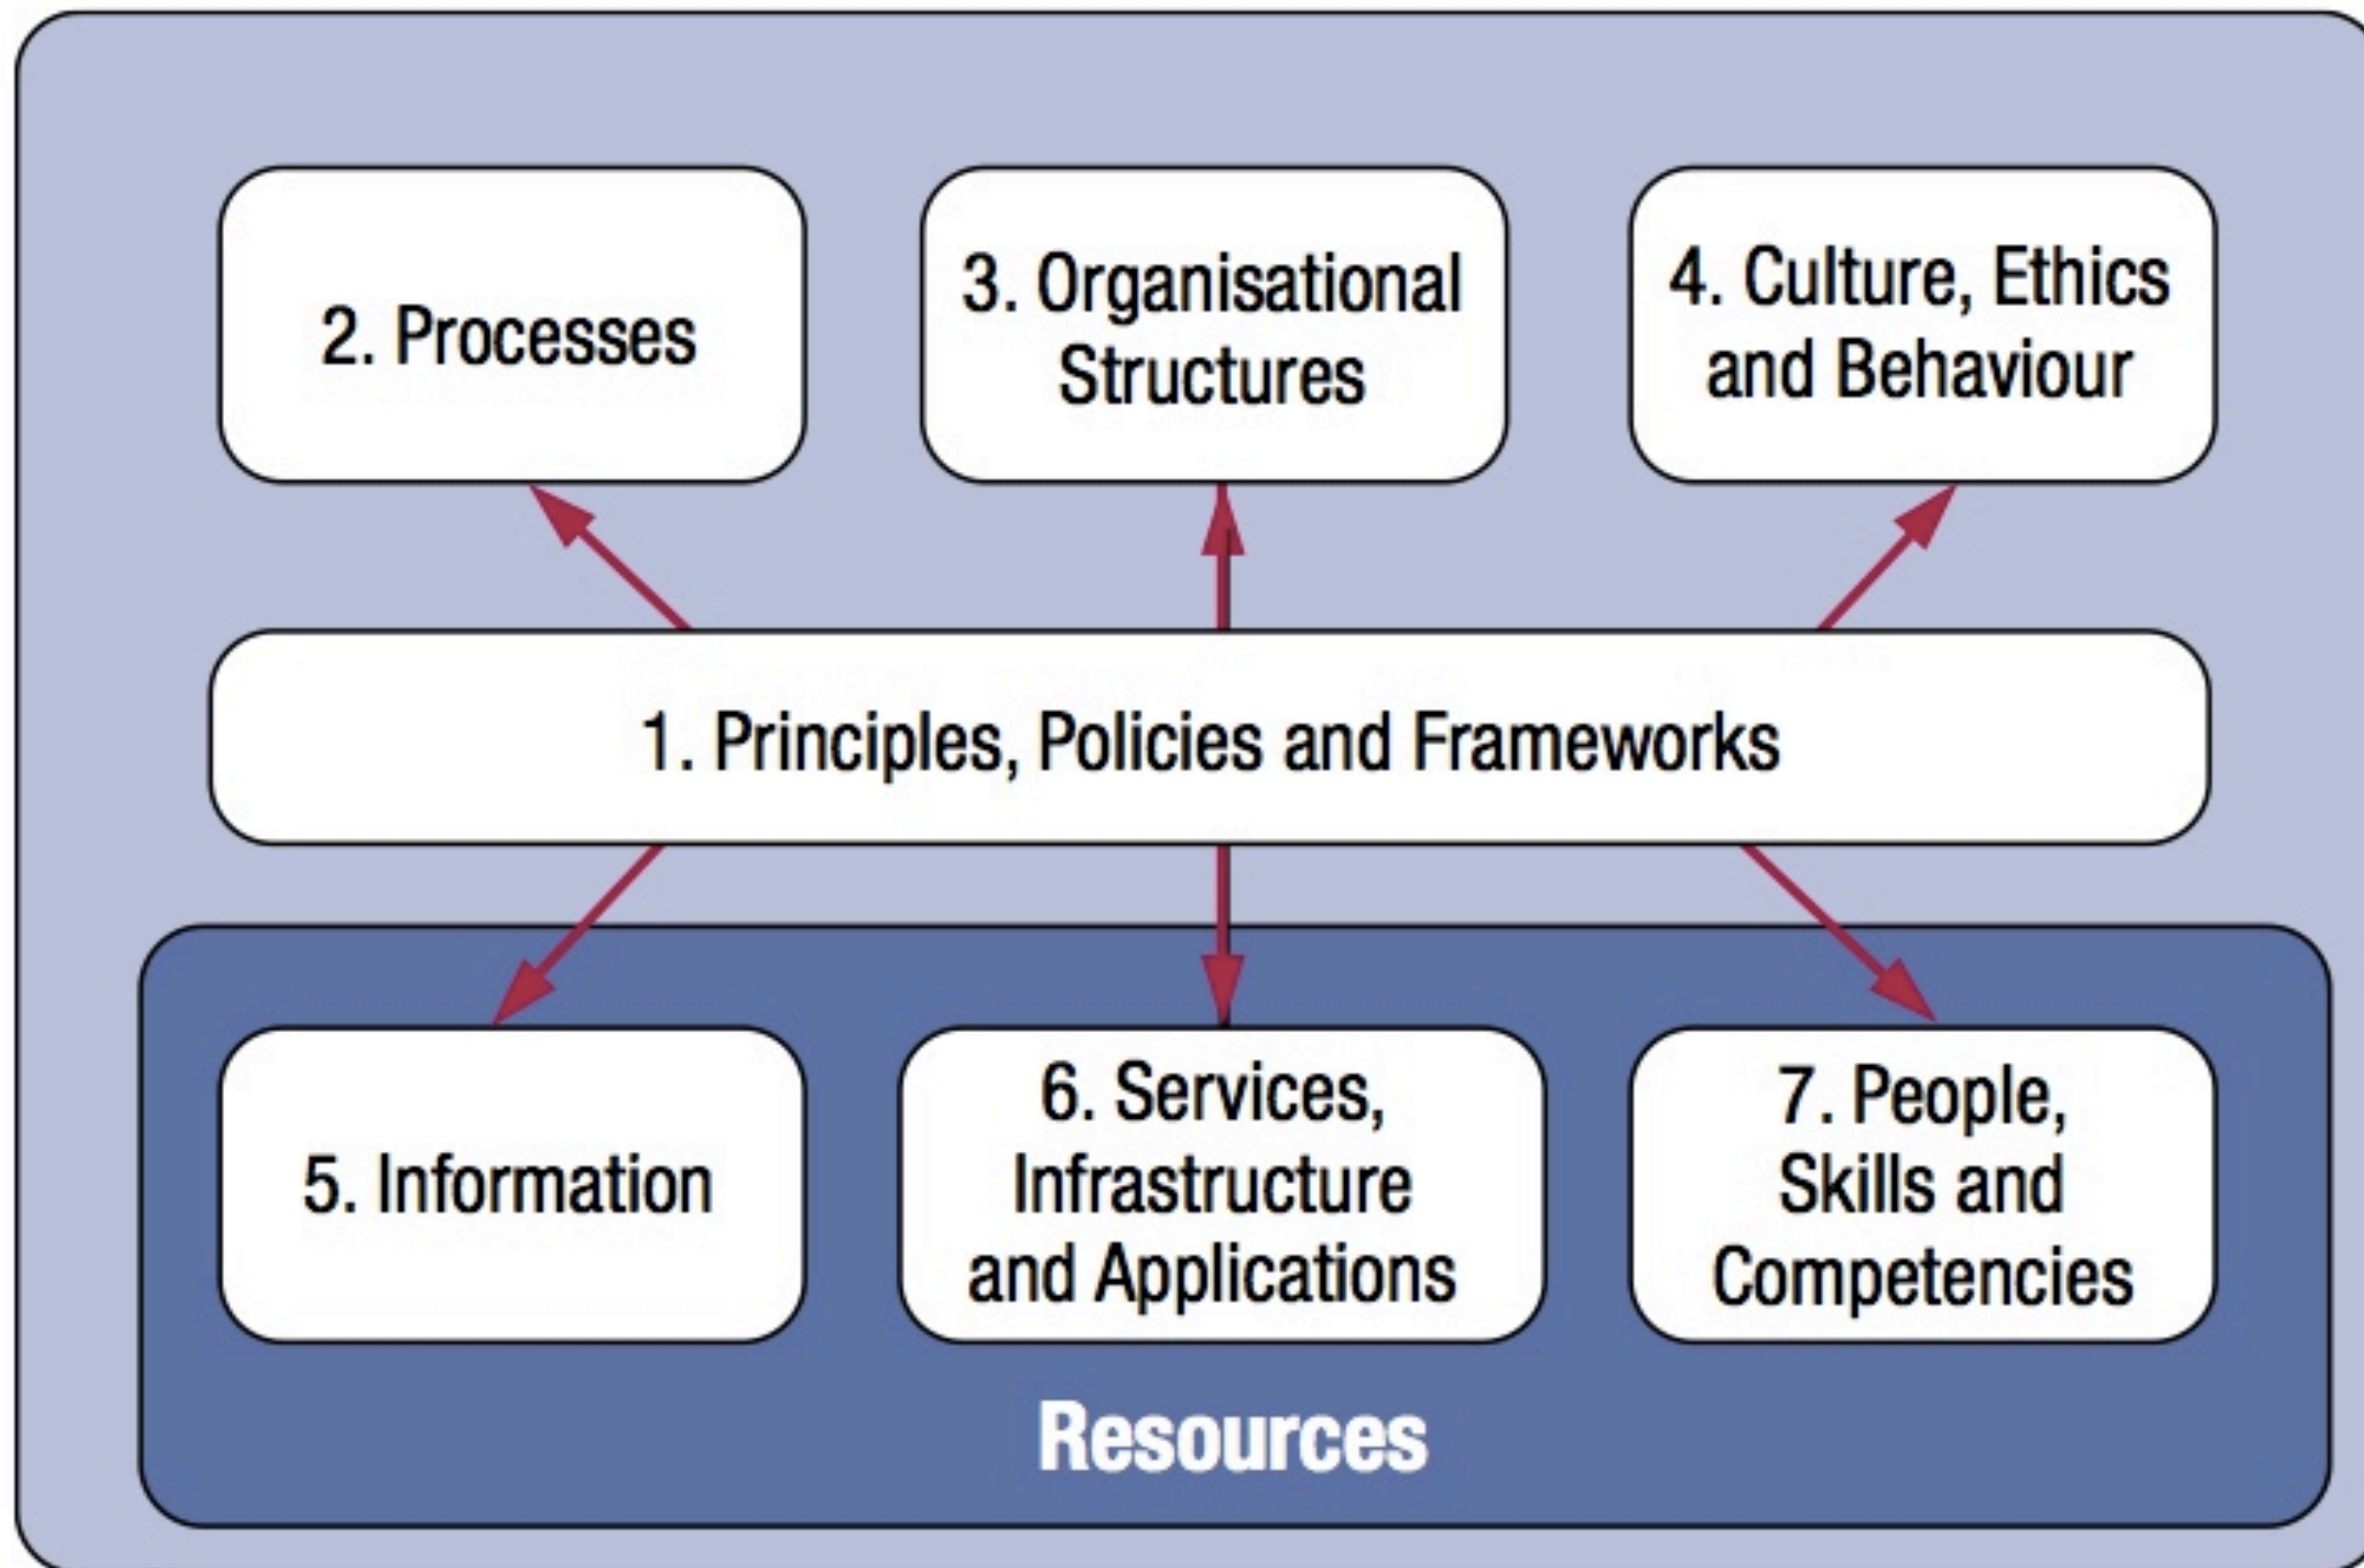 2. Processes
3. Organisational
Structures
4. Culture, Ethics
and Behaviour
1. Principles, Policies and Frameworks
5. Information
6. Services,
Infrastructure
and Applications
7. People,
Skills and
Competencies
Resources